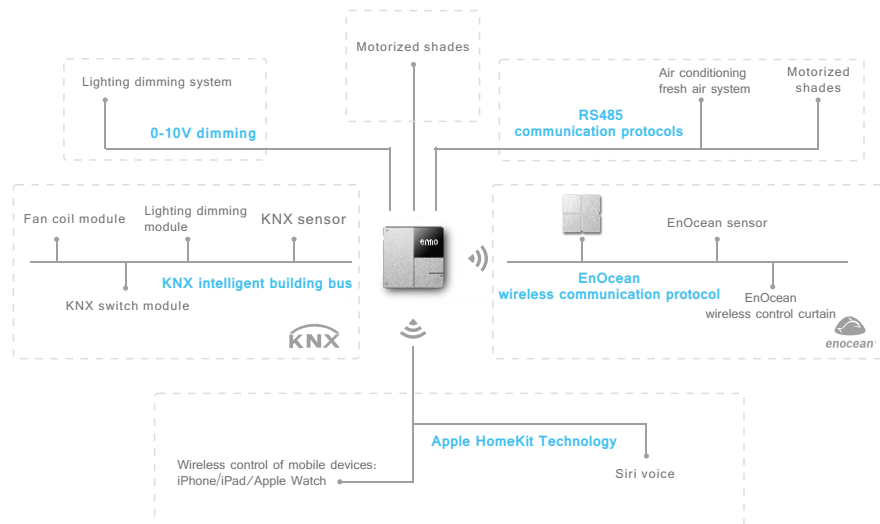 Motorized shades
Lighting dimming system
0-10V dimming
Air conditioning
fresh air system
Motorized
shades
RS485
communication protocols
Fan coil module
Lighting dimming
module
KNX sensor
KNX intelligent building bus
KNX switch module
KNX
enno
EnOcean sensor
EnOcean
wireless communication protocol
EnOcean
wireless control curtain
enocean
Apple HomeKit Technology
Wireless control of mobile devices:
iPhone/iPad/Apple Watch
Siri voice